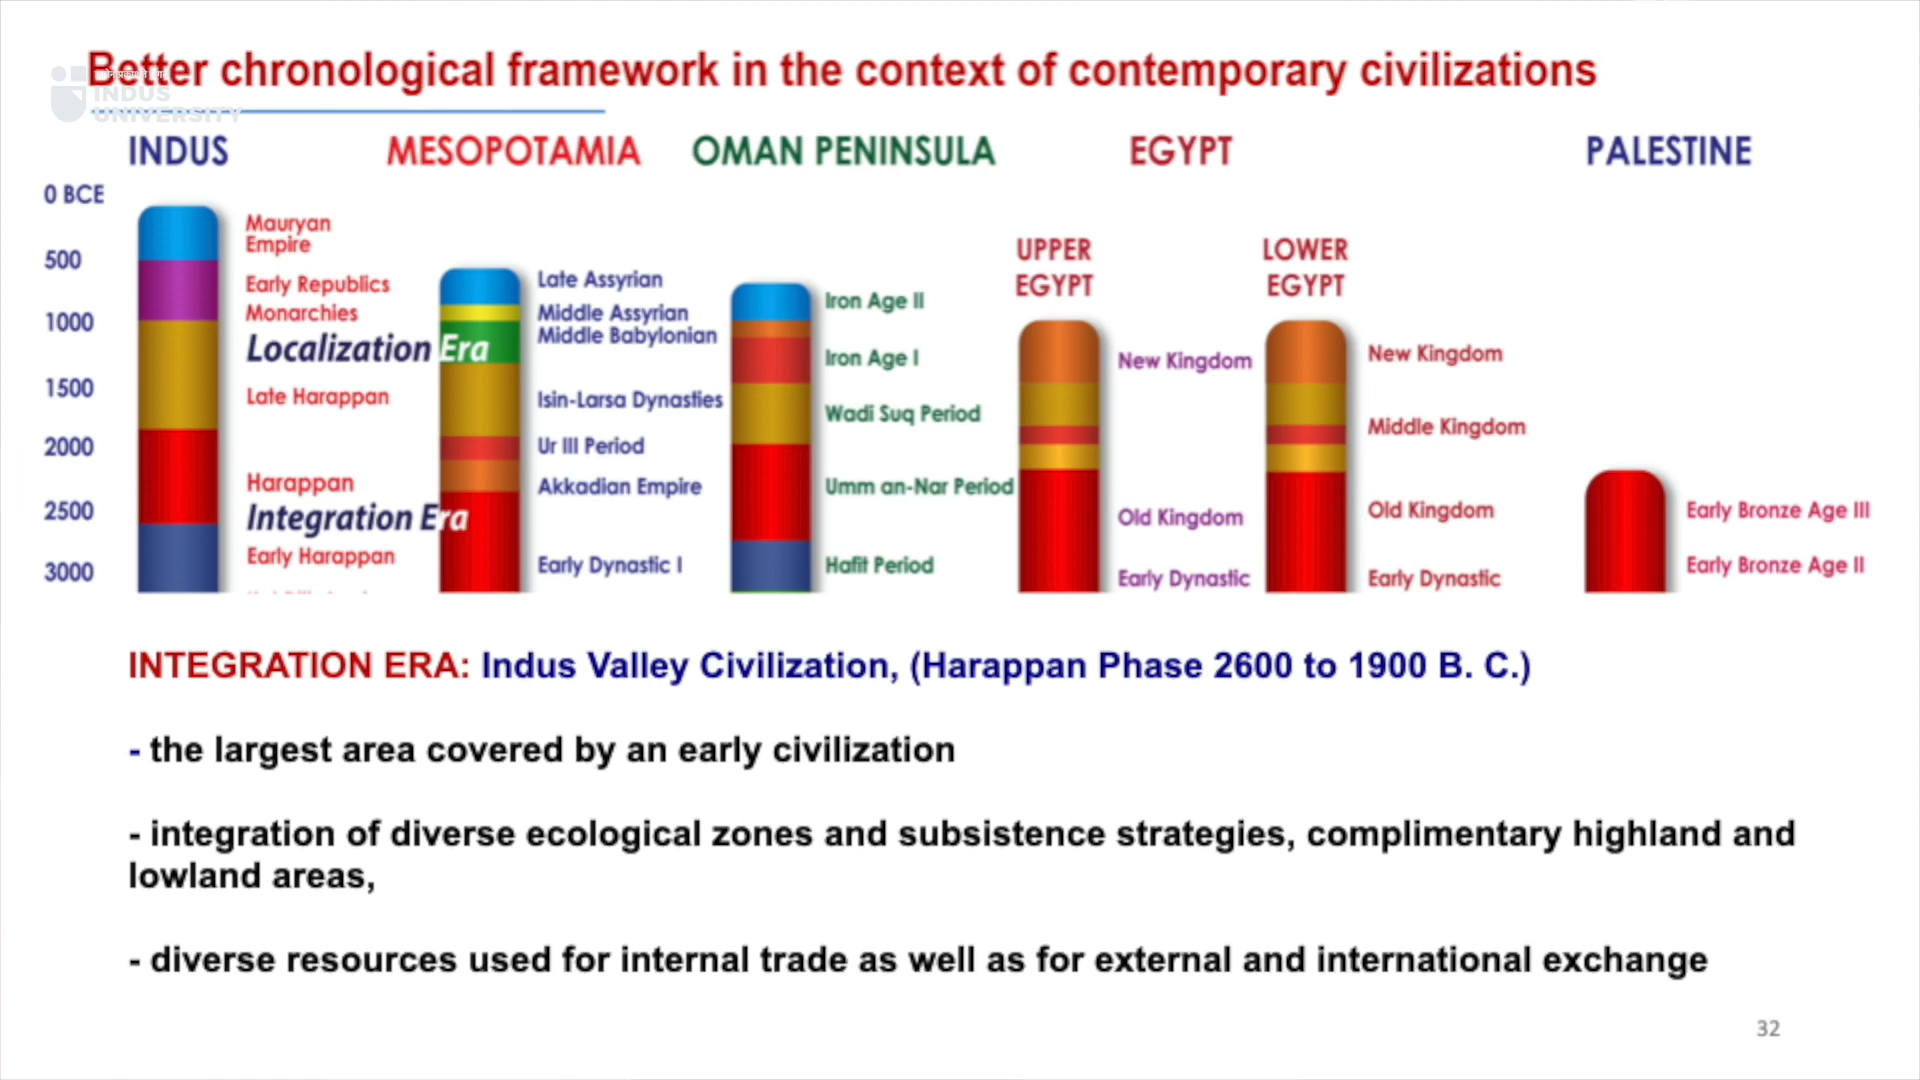 Better chronological framework in the context of contemporary civilizations
INDUS
UNIVERSITY
INDUS
MESOPOTAMIA
OMAN PENINSULA
EGYPT
PALESTINE
0 BCE
500
1000
1500
2000
2500
3000
Mauryan
Empire
Early Republics
Monarchies
Localization Era
Late Harappan
Harappan
Integration Era
Early Harappan
Late Assyrian
Middle Assyrian
Middle Babylonian
Isin-Larsa Dynasties
Ur III Period
Akkadian Empire
Early Dynastic I
Iron Age II
Iron Age I
Wadi Suq Period
Umm an-Nar Period
Hafit Period
UPPER
EGYPT
New Kingdom
Old Kingdom
Early Dynastic
LOWER
EGYPT
New Kingdom
Middle Kingdom
Old Kingdom
Early Dynastic
Early Bronze Age III
Early Bronze Age II
INTEGRATION ERA: Indus Valley Civilization, (Harappan Phase 2600 to 1900 B. C.)
- the largest area covered by an early civilization
- integration of diverse ecological zones and subsistence strategies, complimentary highland and
lowland areas,
- diverse resources used for internal trade as well as for external and international exchange
32